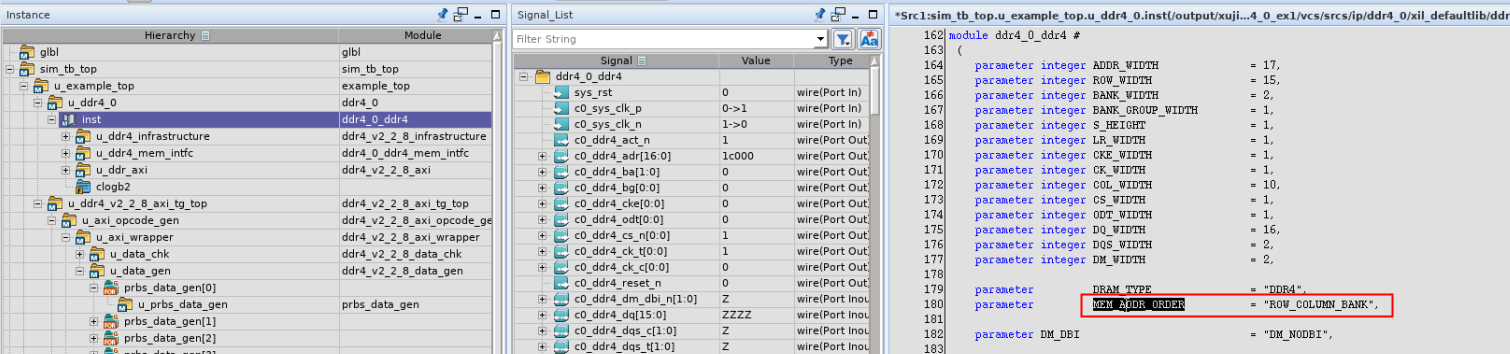 Instance
Hierarchy Module
glbl glbl
sim_tb_top sim_tb_top
u_example_top example_top
u_ddr4_0 ddr4_0
inst ddr4_0_ddr4
u_ddr4_infrastructure ddr4_v2_2_8_infrastructure
u_ddr4_mem_intfc ddr4_0_ddr4_mem_intfc
u_ddr_axi ddr4_v2_2_8_axi
clogb2
u_ddr4_v2_2_8_axi_tg_top ddr4_v2_2_8_axi_tg_top
u_axi_opcode_gen ddr4_v2_2_8_axi_opcode_ge
u_axi_wrapper ddr4_v2_2_8_axi_wrapper
u_data_chk ddr4_v2_2_8_data_chk
u_data_gen ddr4_v2_2_8_data_gen
prbs_data_gen[0]
u_prbs_data_gen prbs_data_gen
prbs_data_gen[1]
prbs_data_gen[2]
Signal_List
Filter String
Signal Value Type
ddr4_0_ddr4
sys_rst 0 wire(Port In)
c0_sys_clk_p 0->1 wire(Port In)
c0_sys_clk_n 1->0 wire(Port In)
c0_ddr4_act_n 1 wire(Port Out)
c0_ddr4_adr[16:0] 1c000 wire(Port Out)
c0_ddr4_ba[1:0] 0 wire(Port Out)
c0_ddr4_bg[0:0] 0 wire(Port Out)
c0_ddr4_cke[0:0] 0 wire(Port Out)
c0_ddr4_odt[0:0] 0 wire(Port Out)
c0_ddr4_cs_n[0:0] 1 wire(Port Out)
c0_ddr4_ck_t[0:0] 1 wire(Port Out)
c0_ddr4_ck_c[0:0] 0 wire(Port Out)
c0_ddr4_reset_n 0 wire(Port Out)
c0_ddr4_dm_dbi_n[1:0] Z wire(Port Inou
c0_ddr4_dq[15:0] ZZZZ wire(Port Inou
c0_ddr4_dqs_c[1:0] Z wire(Port Inou
c0_ddr4_dqs_t[1:0] Z wire(Port Inou
*Src1:sim_tb_top.u_example_top.u_ddr4_0.inst(/output/xuji...4_0_ex1/vcs/srcs/ip/ddr4_0/xil_defaultlib/ddr
162 module ddr4_0_ddr4 #
163 (
164 parameter integer ADDR_WIDTH = 17,
165 parameter integer ROW_WIDTH = 15,
166 parameter integer BANK_WIDTH = 2,
167 parameter integer BANK_GROUP_WIDTH = 1,
168 parameter integer S_HEIGHT = 1,
169 parameter integer LR_WIDTH = 1,
170 parameter integer CKE_WIDTH = 1,
171 parameter integer CK_WIDTH = 1,
172 parameter integer COL_WIDTH = 10,
173 parameter integer CS_WIDTH = 1,
174 parameter integer ODT_WIDTH = 1,
175 parameter integer DQ_WIDTH = 16,
176 parameter integer DQS_WIDTH = 2,
177 parameter integer DM_WIDTH = 2,
178
179 parameter DRAM_TYPE = "DDR4",
180 parameter MEM_ADDR_ORDER = "ROW_COLUMN_BANK",
181
182 parameter DM_DBI = "DM_NODBI",
183